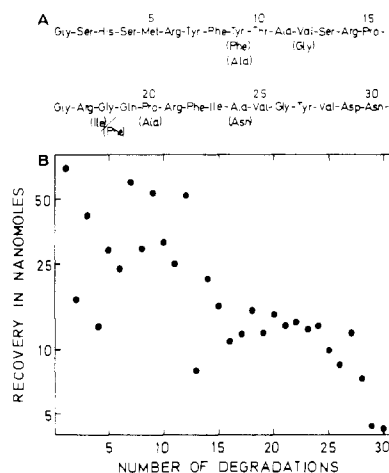 A
5 10 15
Gly-Ser-His-Ser-Met-Arg-Tyr-Phe-Tyr-Thr-Ala-Val-Ser-Arg-Pro-
(Phe) (Gly)
(Ala)
20 25 30
Gly-Arg-Gly-Gln-Pro-Arg-Phe-Ile-Ala-Val-Gly-Tyr-Val-Asp-Asn-
(Ile) (Phe) (Ala) (Asn)
B
50
25
10
5
RECOVERY IN NANOMOLES
5 10 15 20 25 30
NUMBER OF DEGRADATIONS